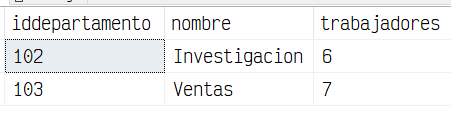 iddepartamento nombre trabajadores
102 Investigacion 6
103 Ventas 7